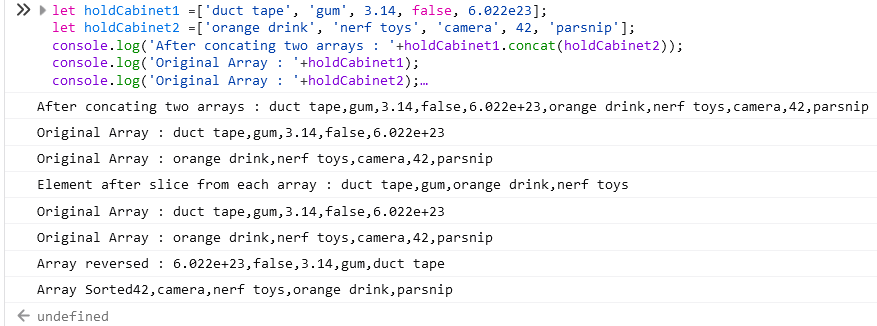 let holdCabinet1 =['duct tape', 'gum', 3.14, false, 6.022e23];
let holdCabinet2 =['orange drink', 'nerf toys', 'camera', 42, 'parsnip'];
console.log('After concating two arrays : '+holdCabinet1.concat(holdCabinet2));
console.log('Original Array : '+holdCabinet1);
console.log('Original Array : '+holdCabinet2);…
After concating two arrays : duct tape,gum,3.14,false,6.022e+23,orange drink,nerf toys,camera,42,parsnip
Original Array : duct tape,gum,3.14,false,6.022e+23
Original Array : orange drink,nerf toys,camera,42,parsnip
Element after slice from each array : duct tape,gum,orange drink,nerf toys
Original Array : duct tape,gum,3.14,false,6.022e+23
Original Array : orange drink,nerf toys,camera,42,parsnip
Array reversed : 6.022e+23,false,3.14,gum,duct tape
Array Sorted42,camera,nerf toys,orange drink,parsnip
undefined